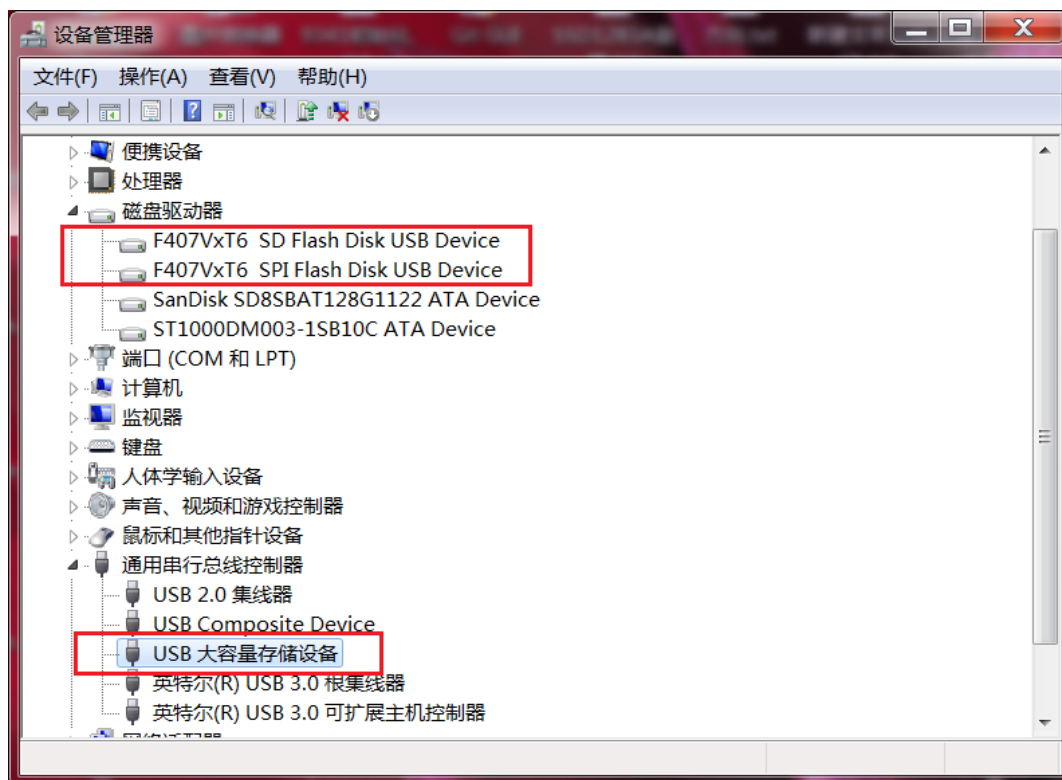 设备管理器
文件(F) 操作(A) 查看(V) 帮助(H)
便携设备
处理器
磁盘驱动器
F407VxT6 SD Flash Disk USB Device
F407VxT6 SPI Flash Disk USB Device
SanDisk SD8SBAT128G1122 ATA Device
ST1000DM003-1SB10C ATA Device
端口 (COM 和 LPT)
计算机
监视器
键盘
人体学输入设备
声音、视频和游戏控制器
鼠标和其他指针设备
通用串行总线控制器
USB 2.0 集线器
USB Composite Device
USB 大容量存储设备
英特尔(R) USB 3.0 根集线器
英特尔(R) USB 3.0 可扩展主机控制器